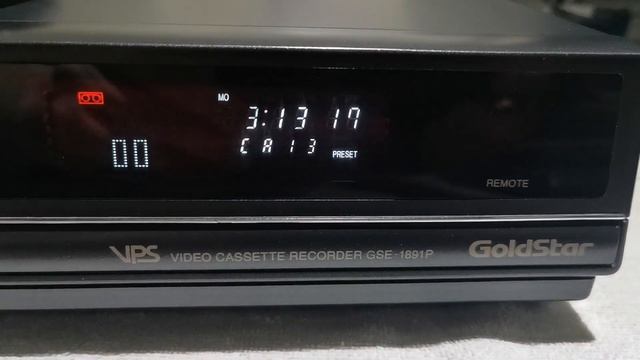 MO
3:13 17
CA13 PRESET
00
REMOTE
VPS VIDEO CASSETTE RECORDER GSE-1891P GoldStar